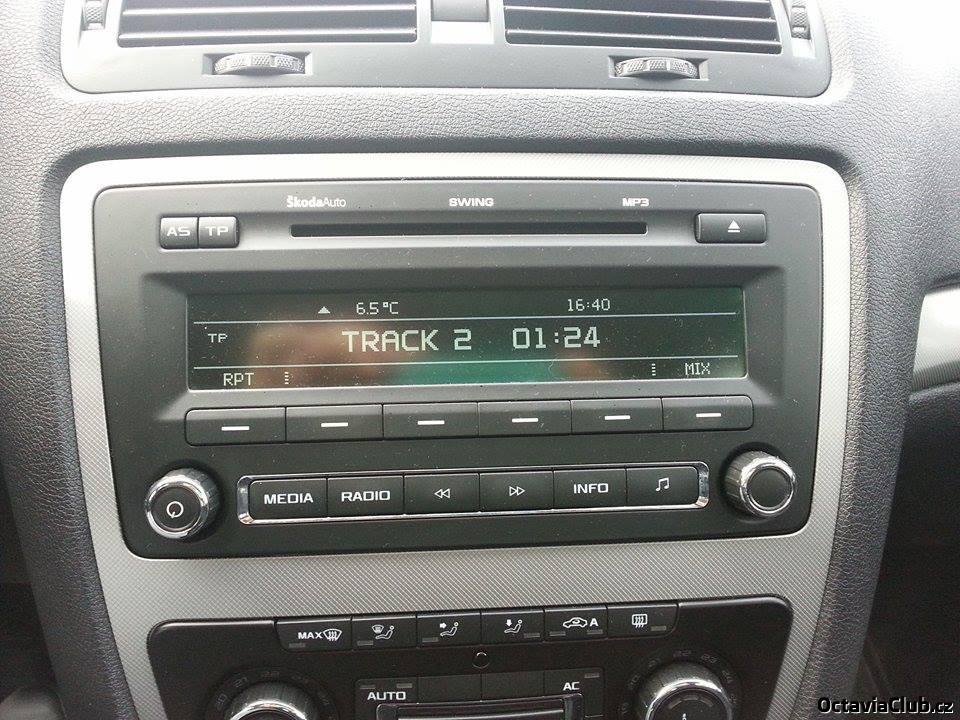 ŠkodaAuto SWING MP3
AS TP
6.5°C 16:40
TP TRACK 2 01:24
RPT MIX
MEDIA RADIO INFO
MAX A
AUTO AC
OctaviaClub.cz